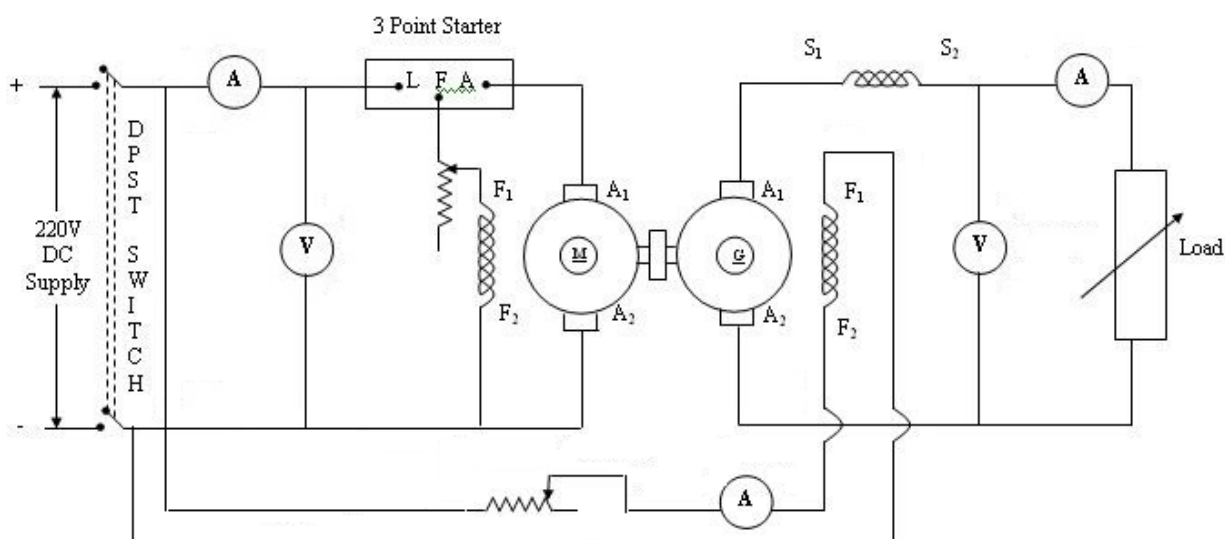 3 Point Starter
L F A
+
A
V
220V
DC
Supply
-
D
P
S
T
S
W
I
T
C
H
F₁
F₂
A₁
M
A₂
A₁
G
A₂
S₁ S₂
A
F₁
F₂
V
Load
A